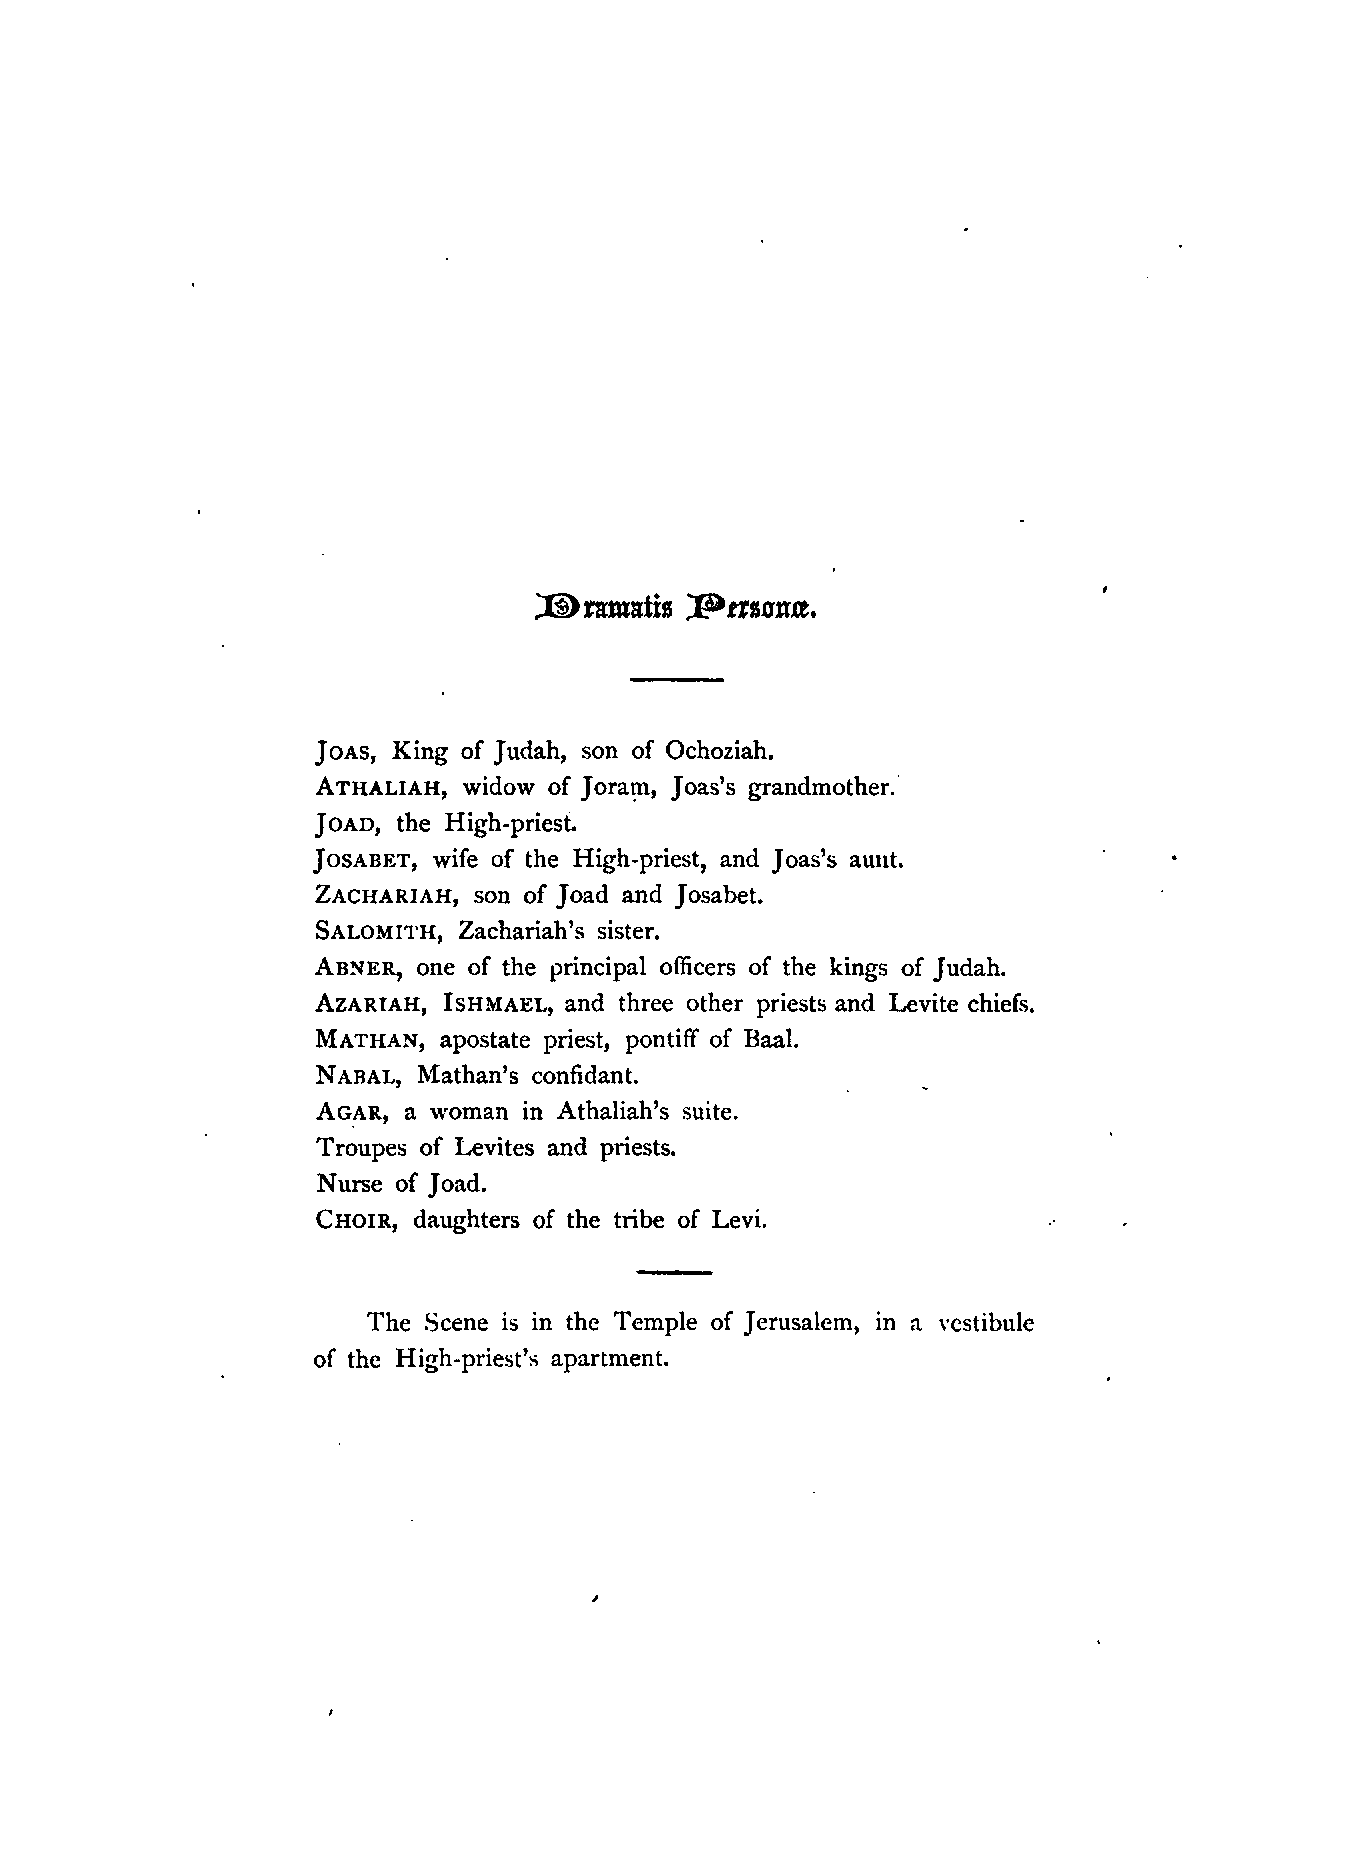 Dramatis Personæ.
JOAS, King of Judah, son of Ochoziah.
ATHALIAH, widow of Joram, Joas's grandmother.
JOAD, the High-priest.
JOSABET, wife of the High-priest, and Joas's aunt.
ZACHARIAH, son of Joad and Josabet.
SALOMITH, Zachariah's sister.
ABNER, one of the principal officers of the kings of Judah.
AZARIAH, ISHMAEL, and three other priests and Levite chiefs.
MATHAN, apostate priest, pontiff of Baal.
NABAL, Mathan's confidant.
AGAR, a woman in Athaliah's suite.
Troupes of Levites and priests.
Nurse of Joad.
CHOIR, daughters of the tribe of Levi.
The Scene is in the Temple of Jerusalem, in a vestibule
of the High-priest's apartment.